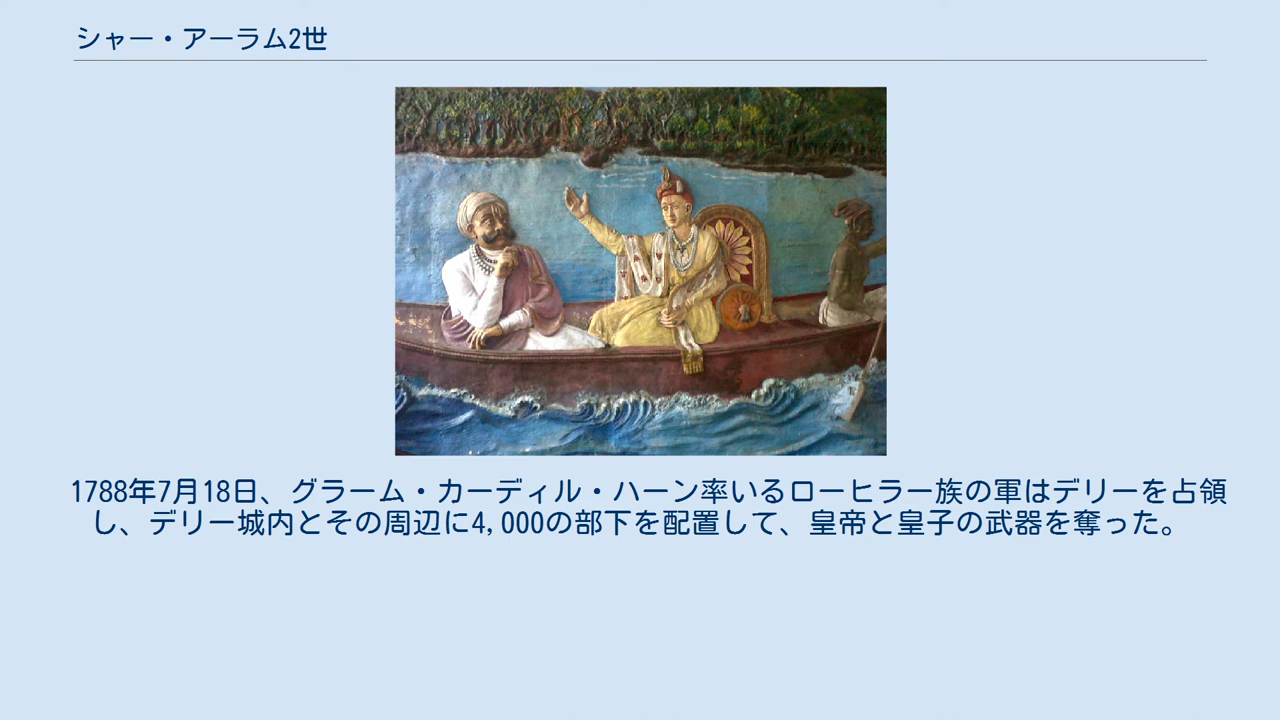 シャー・アーラム2世
1788年7月18日、グラーム・カーディル・ハーン率いるローヒラー族の軍はデリーを占領
し、デリー城内とその周辺に4,000の部下を配置して、皇帝と皇子の武器を奪った。